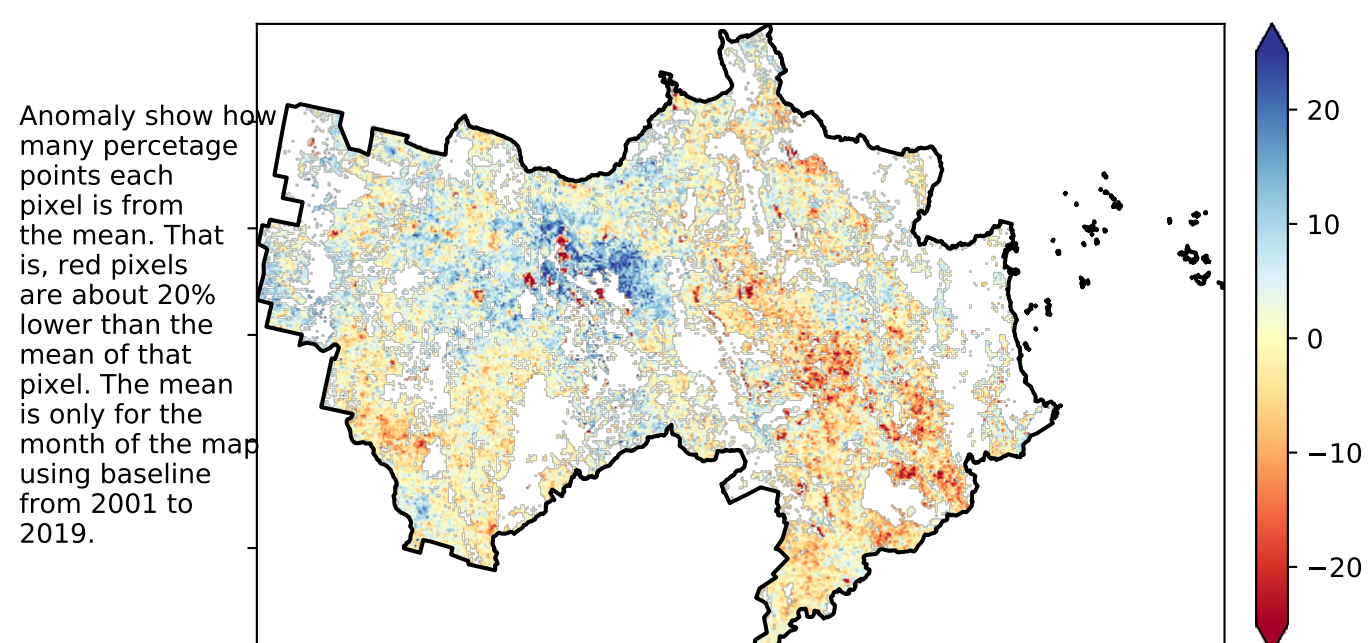 Anomaly show how
many percetage
points each
pixel is from
the mean. That
is, red pixels
are about 20%
lower than the
mean of that
pixel. The mean
is only for the
month of the map
using baseline
from 2001 to
2019.
20
10
0
−10
−20